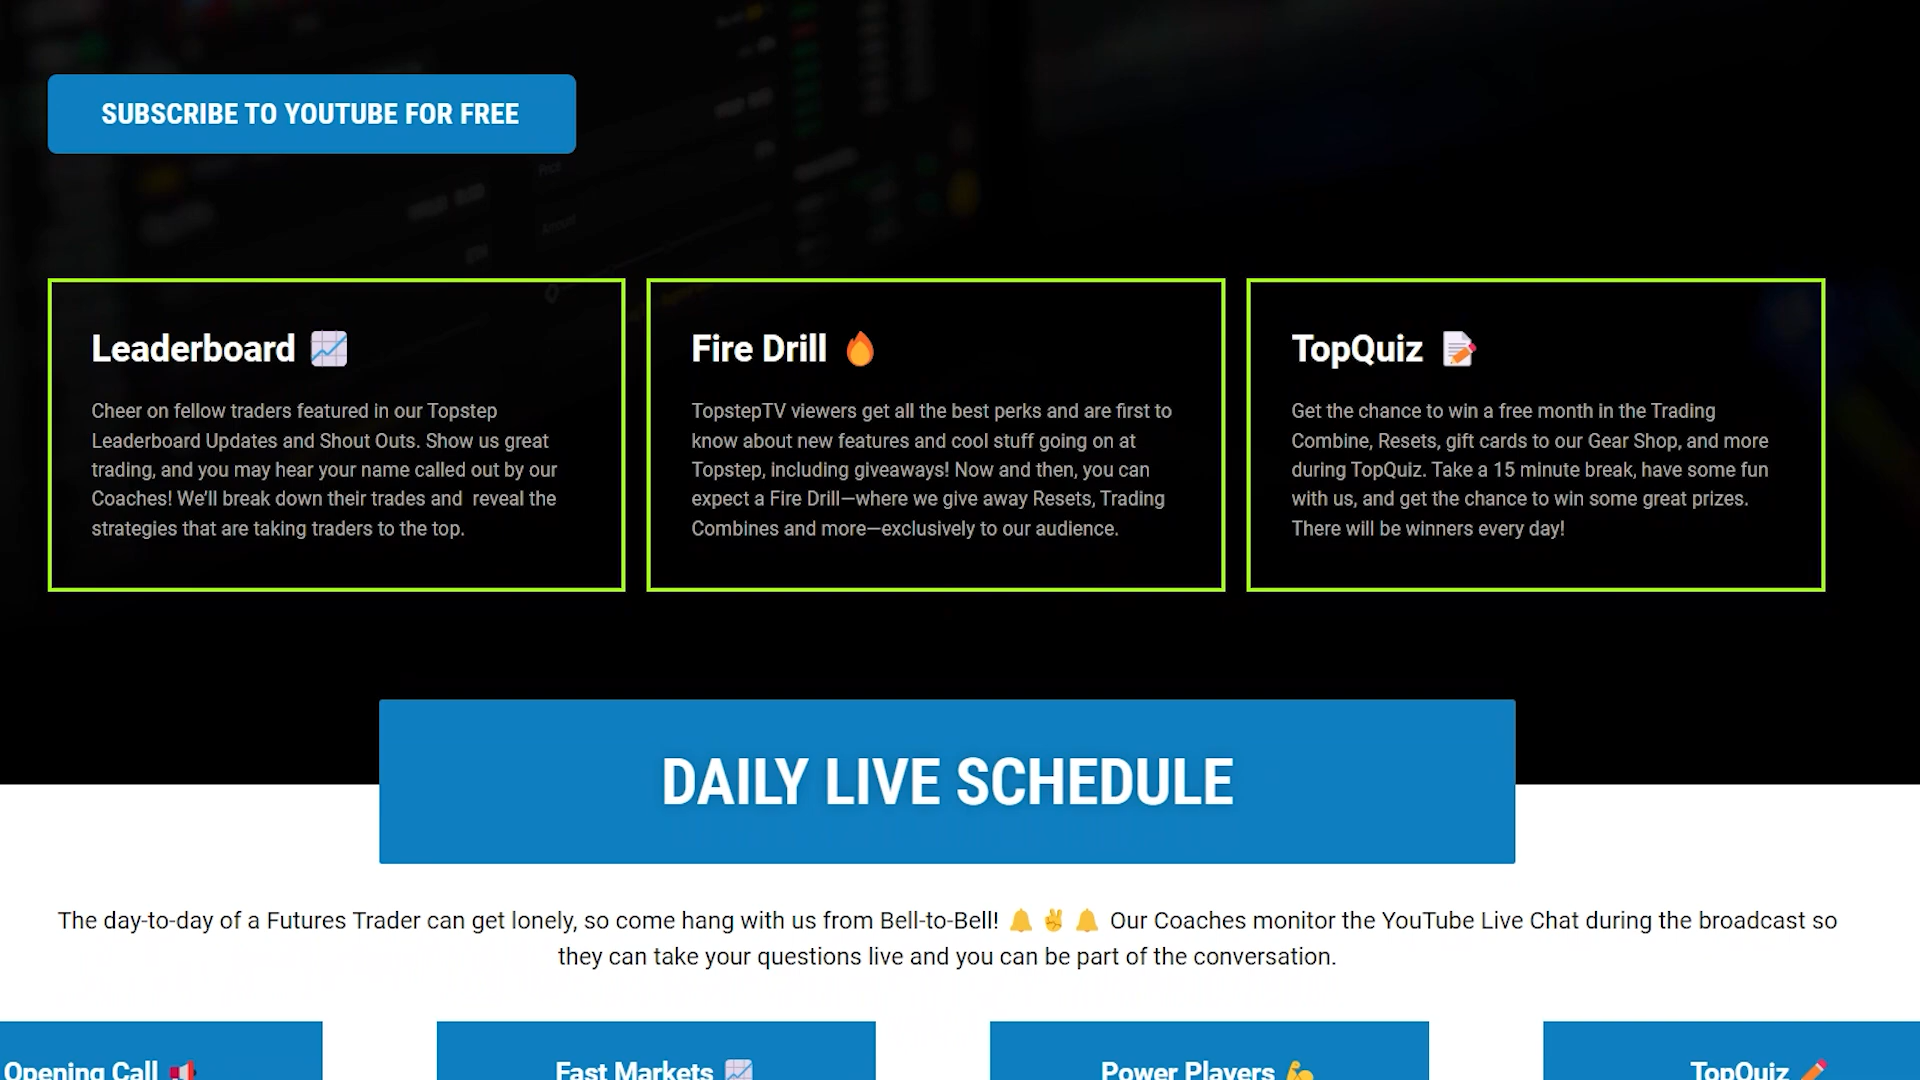 SUBSCRIBE TO YOUTUBE FOR FREE
Leaderboard 📈
Cheer on fellow traders featured in our Topstep
Leaderboard Updates and Shout Outs. Show us great
trading, and you may hear your name called out by our
Coaches! We’ll break down their trades and  reveal the
strategies that are taking traders to the top.
Fire Drill 🔥
TopstepTV viewers get all the best perks and are first to
know about new features and cool stuff going on at
Topstep, including giveaways! Now and then, you can
expect a Fire Drill—where we give away Resets, Trading
Combines and more—exclusively to our audience.
TopQuiz 📝
Get the chance to win a free month in the Trading
Combine, Resets, gift cards to our Gear Shop, and more
during TopQuiz. Take a 15 minute break, have some fun
with us, and get the chance to win some great prizes.
There will be winners every day!
DAILY LIVE SCHEDULE
The day-to-day of a Futures Trader can get lonely, so come hang with us from Bell-to-Bell! 🔔 ✌️ 🔔 Our Coaches monitor the YouTube Live Chat during the broadcast so
they can take your questions live and you can be part of the conversation.
Opening Call 📢
Fast Markets 📈
Power Players 💪
TopQuiz ✏️